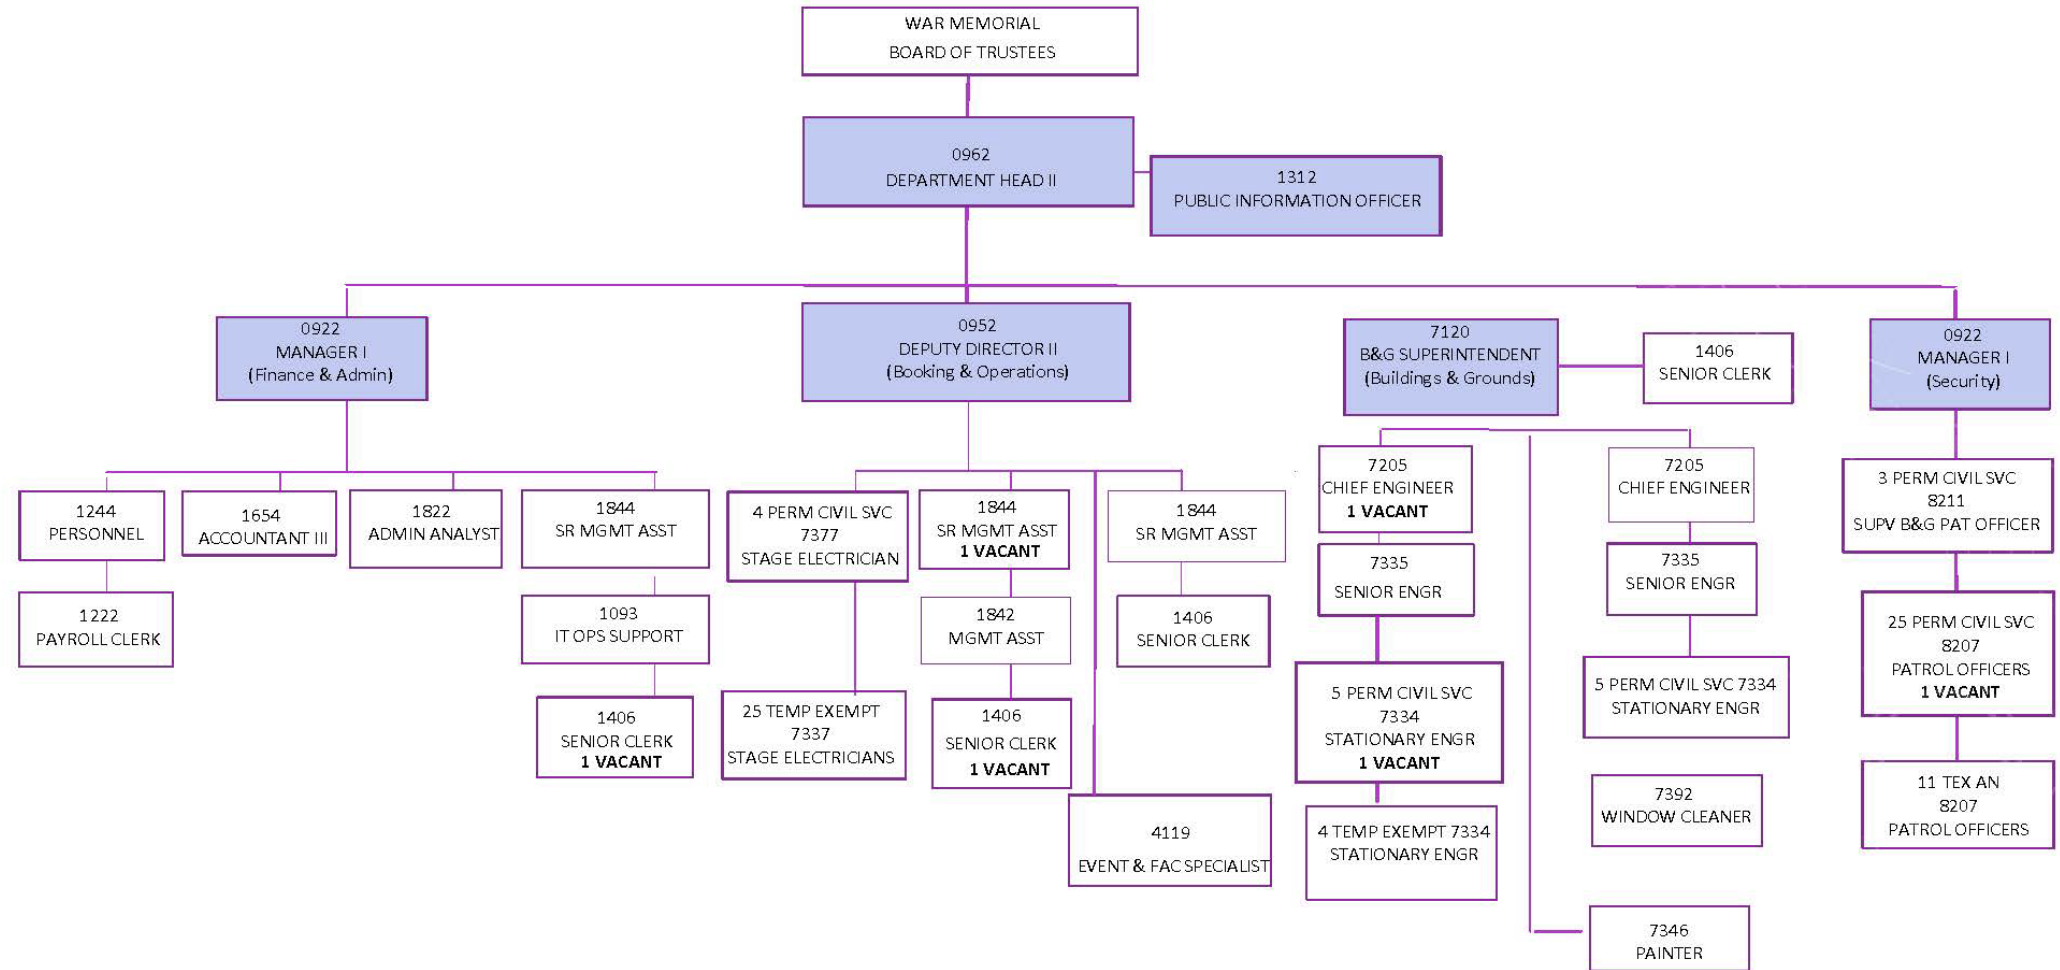 WAR MEMORIAL
BOARD OF TRUSTEES
0962
DEPARTMENT HEAD II
1312
PUBLIC INFORMATION OFFICER
0922
MANAGER I
(Finance & Admin)
0952
DEPUTY DIRECTOR II
(Booking & Operations)
7120
B&G SUPERINTENDENT
(Buildings & Grounds)
1406
SENIOR CLERK
0922
MANAGER I
(Security)
1244
PERSONNEL
1222
PAYROLL CLERK
1654
ACCOUNTANT III
1822
ADMIN ANALYST
1844
SR MGMT ASST
1093
IT OPS SUPPORT
1406
SENIOR CLERK
1 VACANT
4 PERM CIVIL SVC
7377
STAGE ELECTRICIAN
25 TEMP EXEMPT
7337
STAGE ELECTRICIANS
1844
SR MGMT ASST
1 VACANT
1842
MGMT ASST
1406
SENIOR CLERK
1 VACANT
4119
EVENT & FAC SPECIALIST
1844
SR MGMT ASST
1406
SENIOR CLERK
7205
CHIEF ENGINEER
1 VACANT
7335
SENIOR ENGR
5 PERM CIVIL SVC
7334
STATIONARY ENGR
1 VACANT
4 TEMP EXEMPT 7334
STATIONARY ENGR
7205
CHIEF ENGINEER
7335
SENIOR ENGR
5 PERM CIVIL SVC 7334
STATIONARY ENGR
7392
WINDOW CLEANER
7346
PAINTER
3 PERM CIVIL SVC
8211
SUPV B&G PAT OFFICER
25 PERM CIVIL SVC
8207
PATROL OFFICERS
1 VACANT
11 TEX AN
8207
PATROL OFFICERS